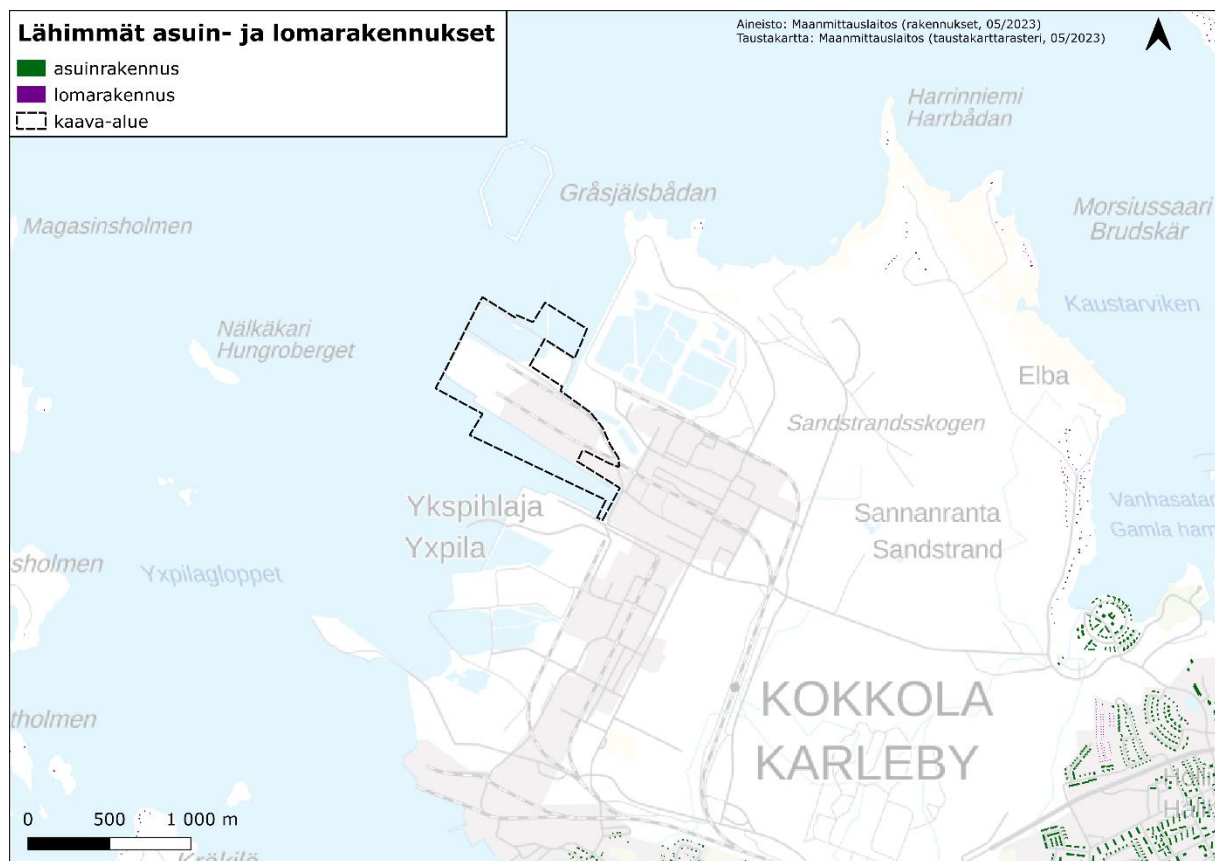 Lähimmät asuin- ja lomarakennukset
asuinrakennus
lomarakennus
kaava-alue
Aineisto: Maanmittauslaitos (rakennukset, 05/2023)
Taustakartta: Maanmittauslaitos (taustakarttarasteri, 05/2023)
Harrinniemi
Harrbådan
Gråsjälsbådan
Magasinsholmen
Morsiussaari
Brudskär
Kaustarviken
Nälkäkari
Hungroberget
Elba
Sandstrandsskogen
Ykspihlaja
Yxpila
Sannanranta
Sandstrand
Vanhasatam
Gamla ham
sholmen
Yxpilagloppet
tholmen
KOKKOLA
KARLEBY
0 500 1 000 m
Kråkilö